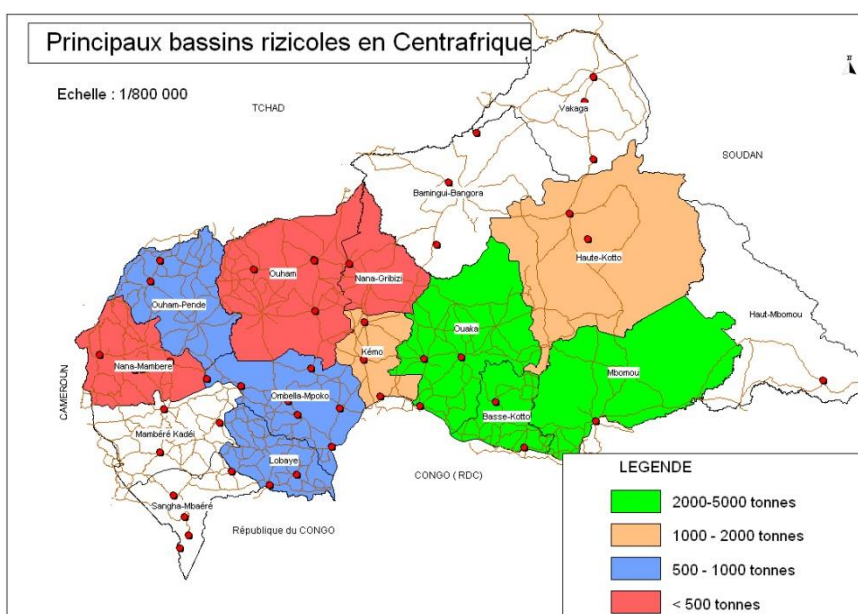 Principaux bassins rizicoles en Centrafrique
Echelle : 1/800 000
TCHAD
Vakaga
SOUDAN
Bamingui-Bangora
Haute-Kotto
Ouham
Nana-Gribizi
Ouham-Pende
Haut-Mbomou
Ouaka
Kémo
Nana-Mambere
Mbomou
CAMEROUN
Ombella-Mpoko
Basse-Kotto
Mambéré Kadéi
Lobaye
CONGO ( RDC)
Sangha-Mbaéré
République du CONGO
LEGENDE
2000-5000 tonnes
1000 - 2000 tonnes
500 - 1000 tonnes
< 500 tonnes